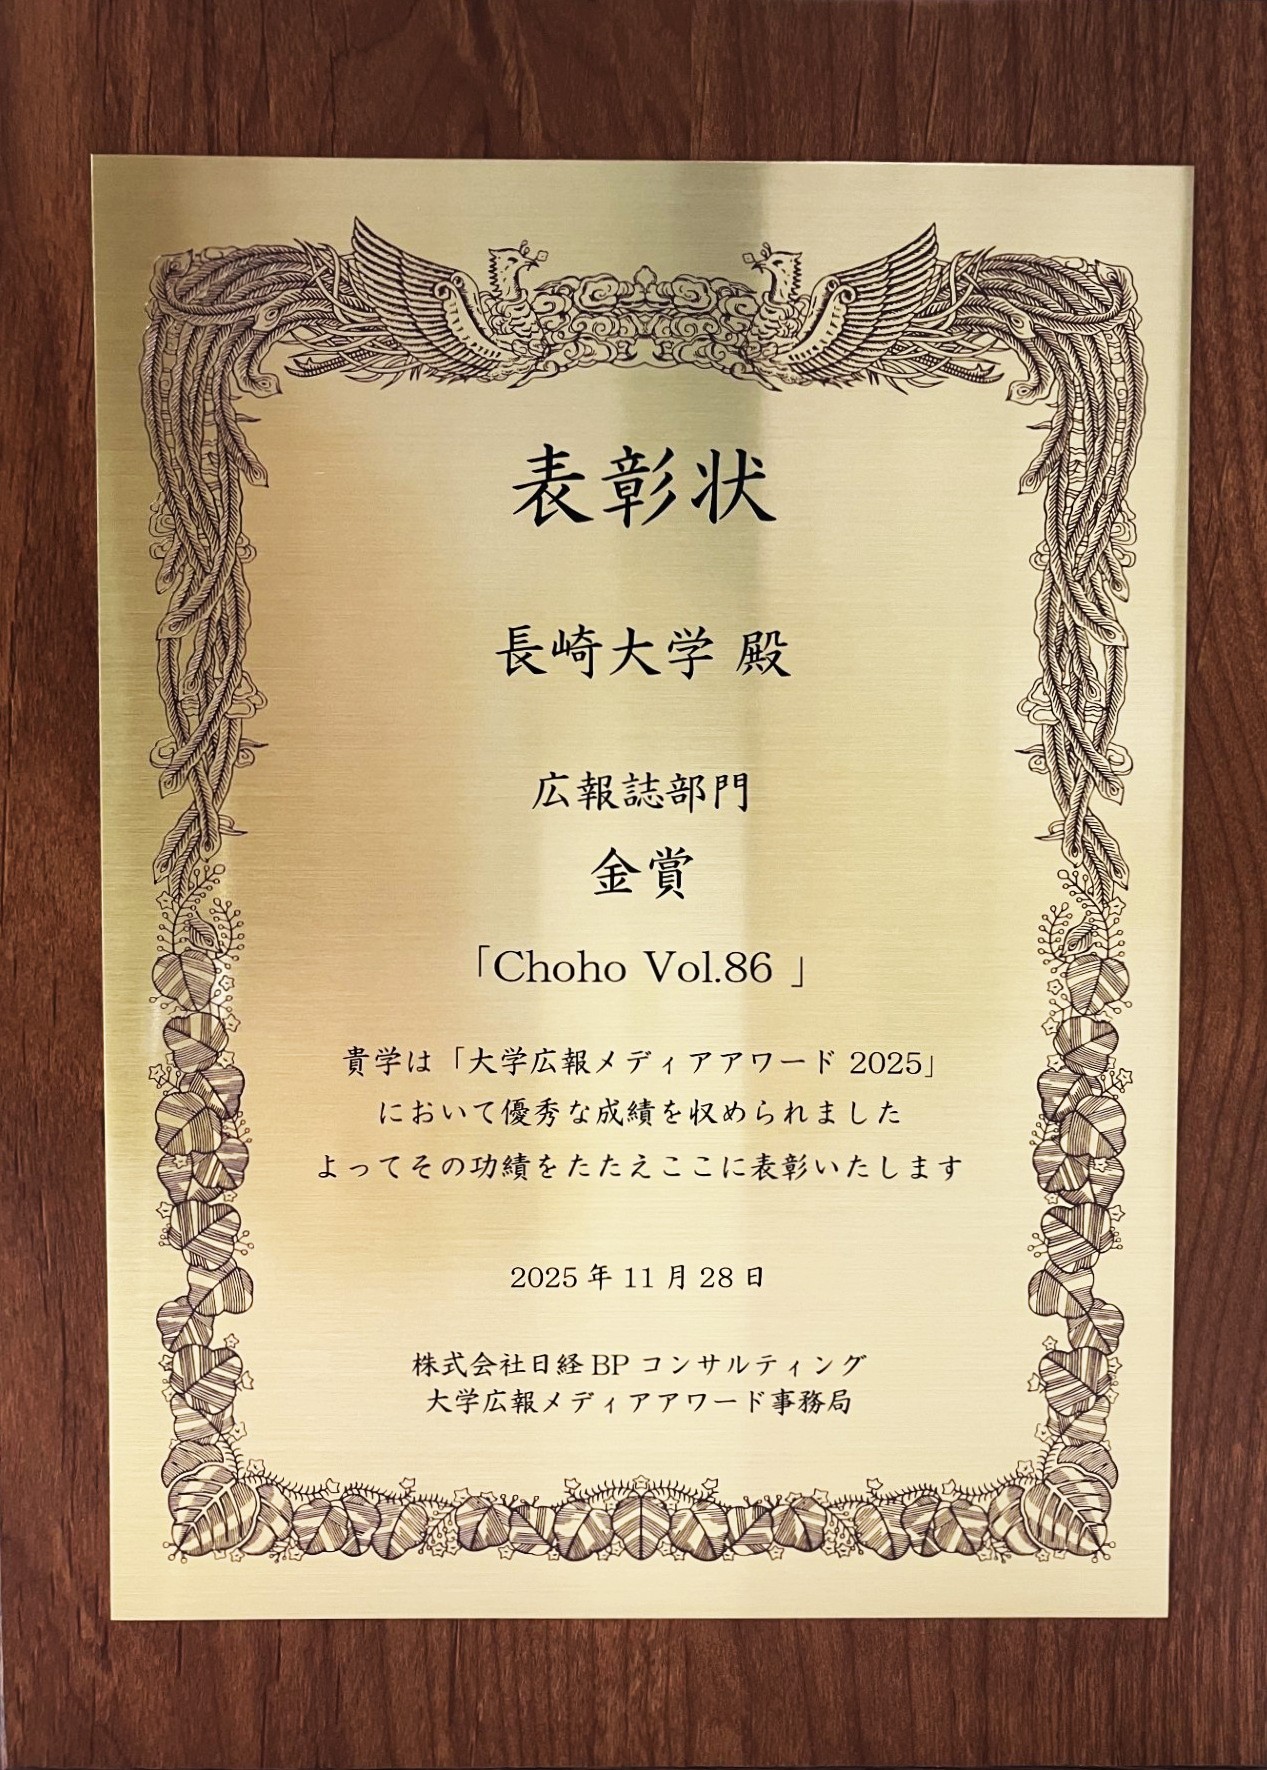 表彰状
長崎大学 殿
広報誌部門
金賞
「Choho Vol.86 」
貴学は「大学広報メディアアワード 2025」
において優秀な成績を収められました
よってその功績をたたえここに表彰いたします
2025 年 11 月 28 日
株式会社日経 BP コンサルティング
大学広報メディアアワード事務局